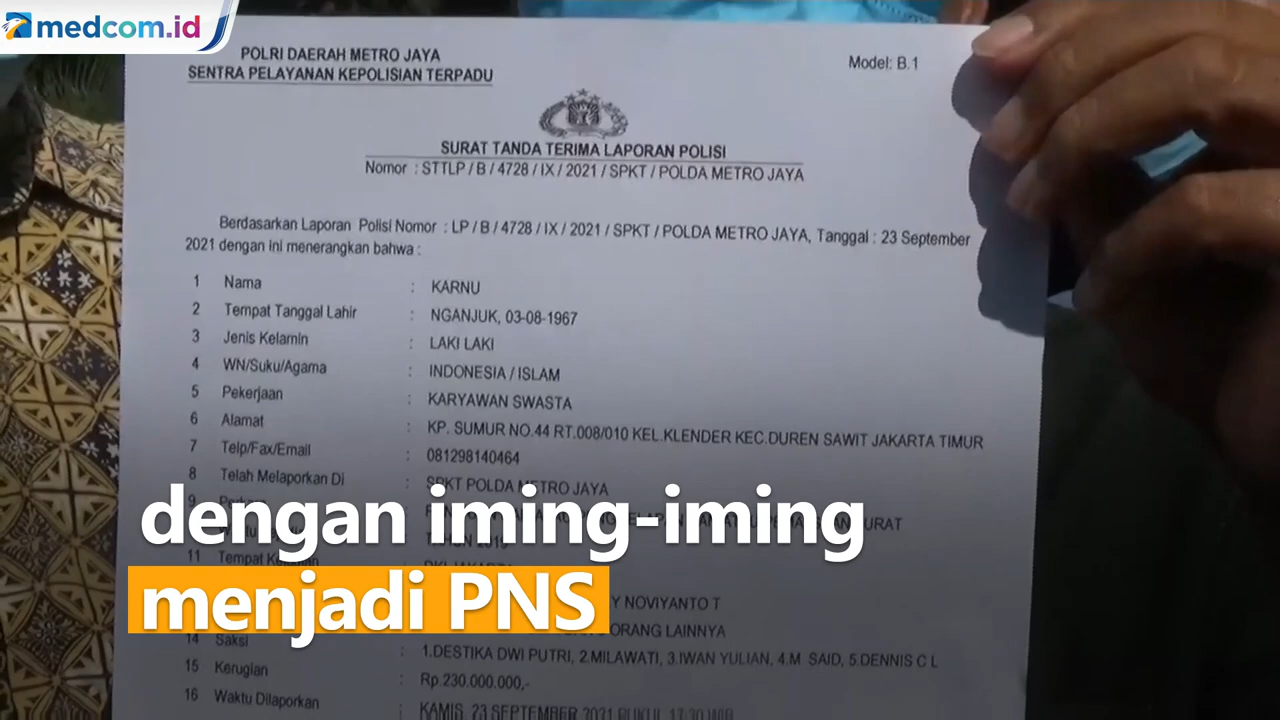 medcom.id
POLRI DAERAH METRO JAYA
SENTRA PELAYANAN KEPOLISIAN TERPADU
Model: B.1
SURAT TANDA TERIMA LAPORAN POLISI
Nomor : STTLP / B / 4728 / IX / 2021 / SPKT / POLDA METRO JAYA
Berdasarkan Laporan Polisi Nomor : LP / B / 4728 / IX / 2021 / SPKT / POLDA METRO JAYA, Tanggal : 23 September
2021 dengan ini menerangkan bahwa :
1 Nama : KARNU
2 Tempat Tanggal Lahir : NGANJUK, 03-08-1967
3 Jenis Kelamin : LAKI LAKI
4 WN/Suku/Agama : INDONESIA / ISLAM
5 Pekerjaan : KARYAWAN SWASTA
6 Alamat : KP. SUMUR NO.44 RT.008/010 KEL.KLENDER KEC.DUREN SAWIT JAKARTA TIMUR
7 Telp/Fax/Email : 081298140464
8 Telah Melaporkan Di : SPKT POLDA METRO JAYA
9 SURAT
dengan iming-iming
11 Tempat
menjadi PNS
NOVIYANTO T
ORANG LAINNYA
14 Saksi : 1.DESTIKA DWI PUTRI, 2.MILAWATI, 3.IWAN YULIAN, 4.M SAID, 5.DENNIS C L
15 Kerugian : Rp.230.000.000,-
16 Waktu Dilaporkan : KAMIS, 23 SEPTEMBER 2021 PUKUL 17:30 WIB